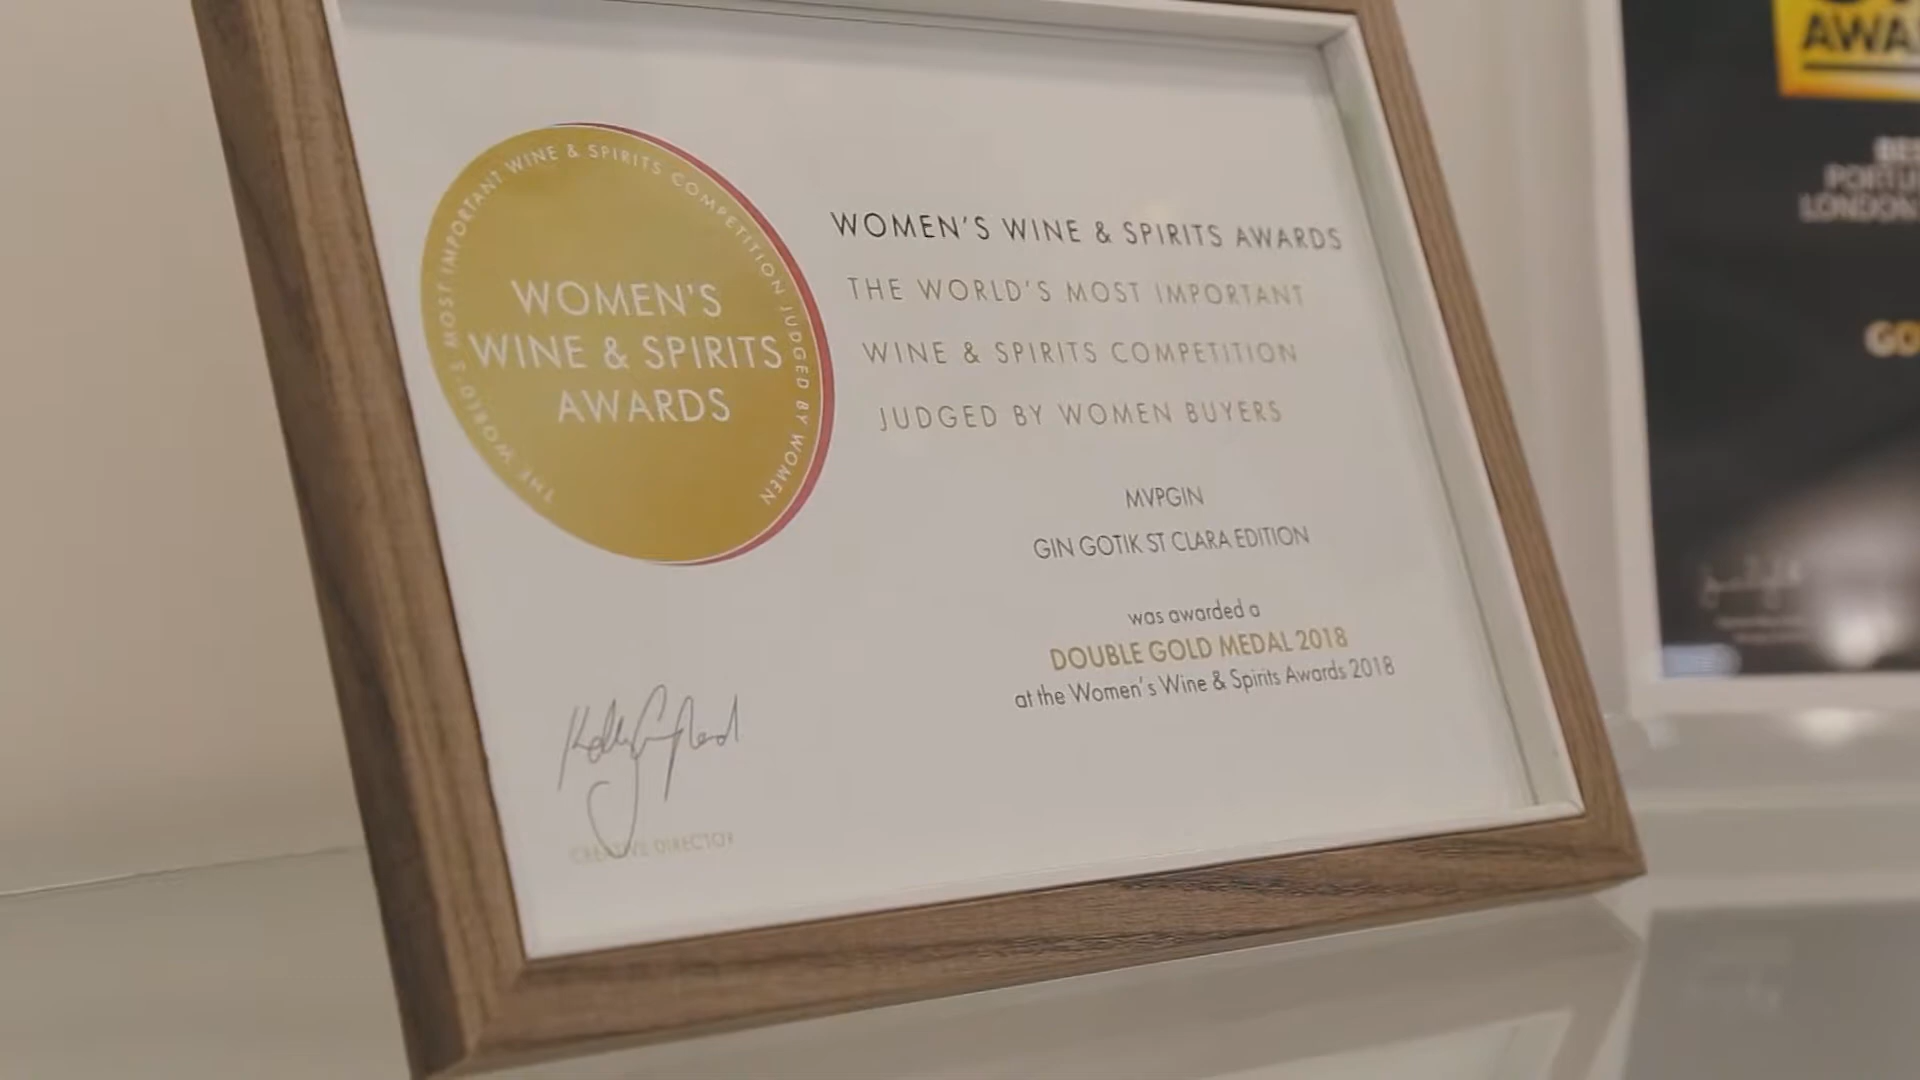 THE WORLD'S MOST IMPORTANT WINE & SPIRITS COMPETITION JUDGED BY WOMEN
WOMEN'S
WINE & SPIRITS
AWARDS
WOMEN'S WINE & SPIRITS AWARDS
THE WORLD'S MOST IMPORTANT
WINE & SPIRITS COMPETITION
JUDGED BY WOMEN BUYERS
MVPGIN
GIN GOTIK ST CLARA EDITION
was awarded a
DOUBLE GOLD MEDAL 2018
at the Women's Wine & Spirits Awards 2018
CREATIVE DIRECTOR
AWA
BES
PORTU
LONDON
GO